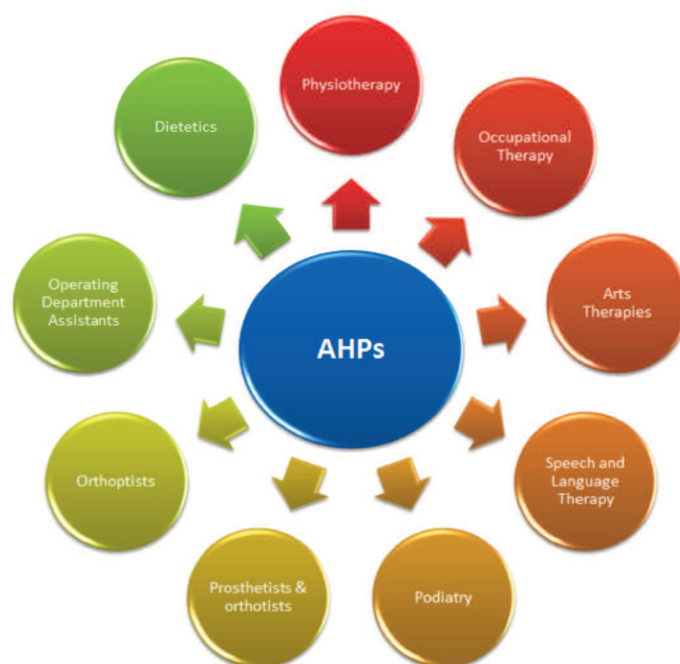 Physiotherapy
Occupational
Therapy
Arts
Therapies
Speech and
Language
Therapy
Podiatry
Prosthetists &
orthotists
Orthoptists
Operating
Department
Assistants
Dietetics
AHPs